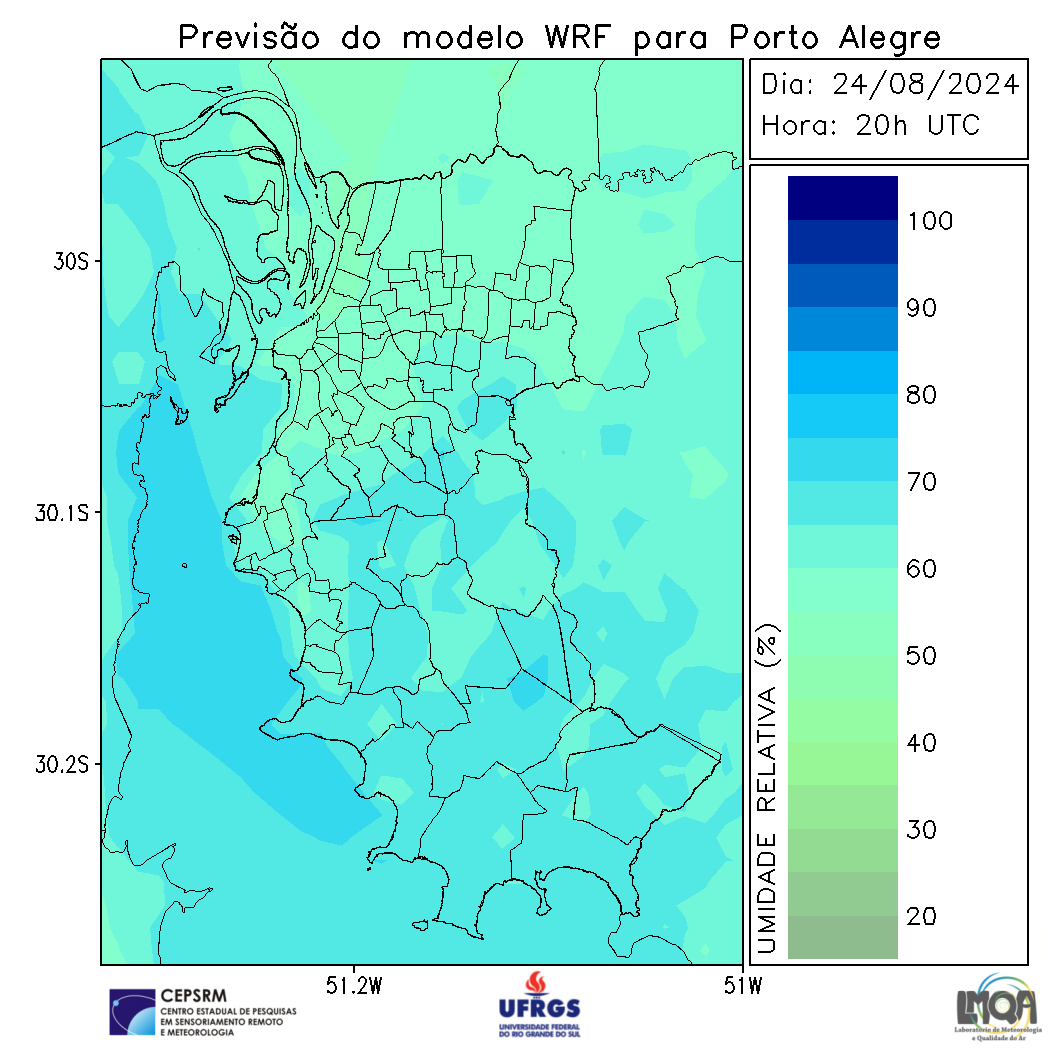 Previsão do modelo WRF para Porto Alegre
Dia: 24/08/2024
Hora: 20h UTC
30S
30.1S
30.2S
51.2W
51W
UMIDADE RELATIVA (%)
100
90
80
70
60
50
40
30
20
CEPSRM
CENTRO ESTADUAL DE PESQUISAS
EM SENSORIAMENTO REMOTO
E METEOROLOGIA
UFRGS
UNIVERSIDADE FEDERAL
DO RIO GRANDE DO SUL
LMQA
Laboratório de Meteorologia
e Qualidade do Ar